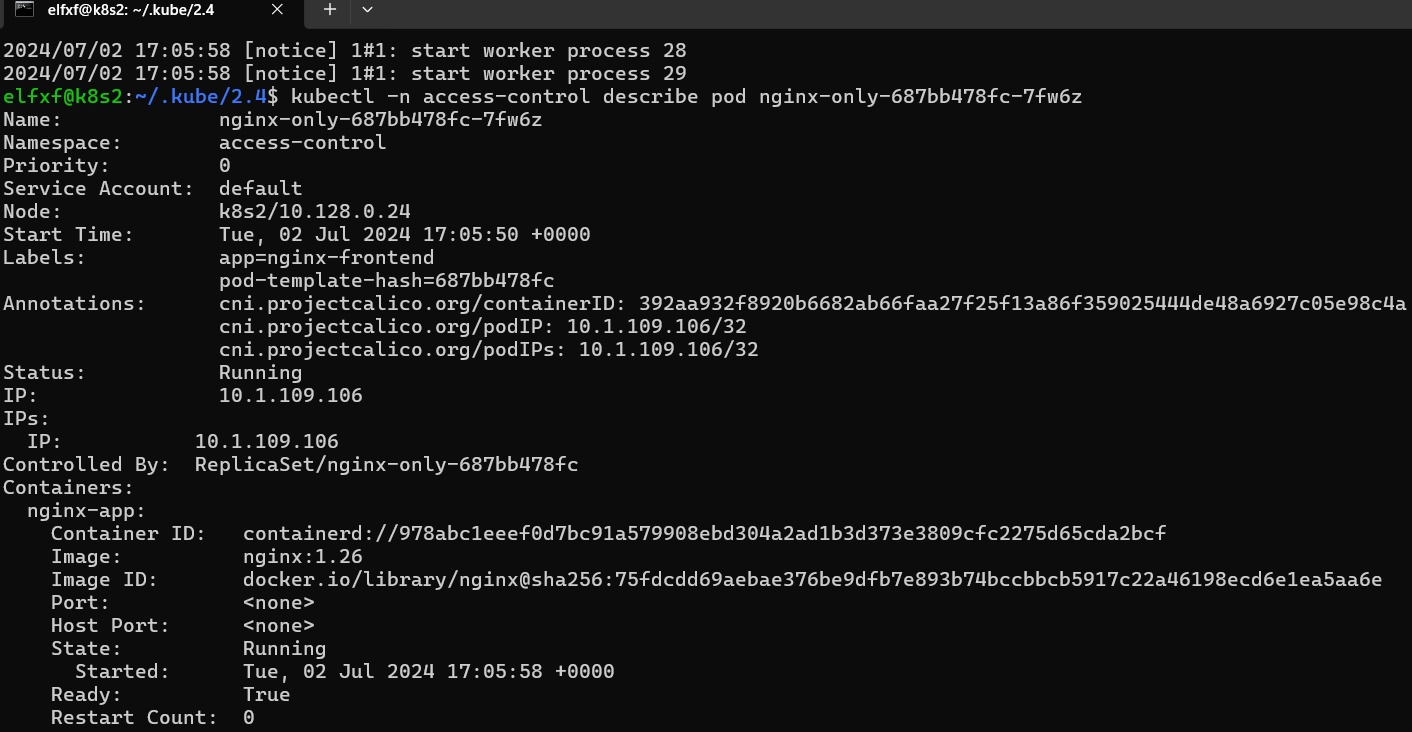 elfxf@k8s2: ~/.kube/2.4
2024/07/02 17:05:58 [notice] 1#1: start worker process 28
2024/07/02 17:05:58 [notice] 1#1: start worker process 29
elfxf@k8s2:~/.kube/2.4$ kubectl -n access-control describe pod nginx-only-687bb478fc-7fw6z
Name:             nginx-only-687bb478fc-7fw6z
Namespace:        access-control
Priority:         0
Service Account:  default
Node:             k8s2/10.128.0.24
Start Time:       Tue, 02 Jul 2024 17:05:50 +0000
Labels:           app=nginx-frontend
                  pod-template-hash=687bb478fc
Annotations:      cni.projectcalico.org/containerID: 392aa932f8920b6682ab66faa27f25f13a86f359025444de48a6927c05e98c4a
                  cni.projectcalico.org/podIP: 10.1.109.106/32
                  cni.projectcalico.org/podIPs: 10.1.109.106/32
Status:           Running
IP:               10.1.109.106
IPs:
  IP:           10.1.109.106
Controlled By:  ReplicaSet/nginx-only-687bb478fc
Containers:
  nginx-app:
    Container ID:   containerd://978abc1eeef0d7bc91a579908ebd304a2ad1b3d373e3809cfc2275d65cda2bcf
    Image:          nginx:1.26
    Image ID:       docker.io/library/nginx@sha256:75fdcdd69aebae376be9dfb7e893b74bccbbcb5917c22a46198ecd6e1ea5aa6e
    Port:           <none>
    Host Port:      <none>
    State:          Running
      Started:      Tue, 02 Jul 2024 17:05:58 +0000
    Ready:          True
    Restart Count:  0